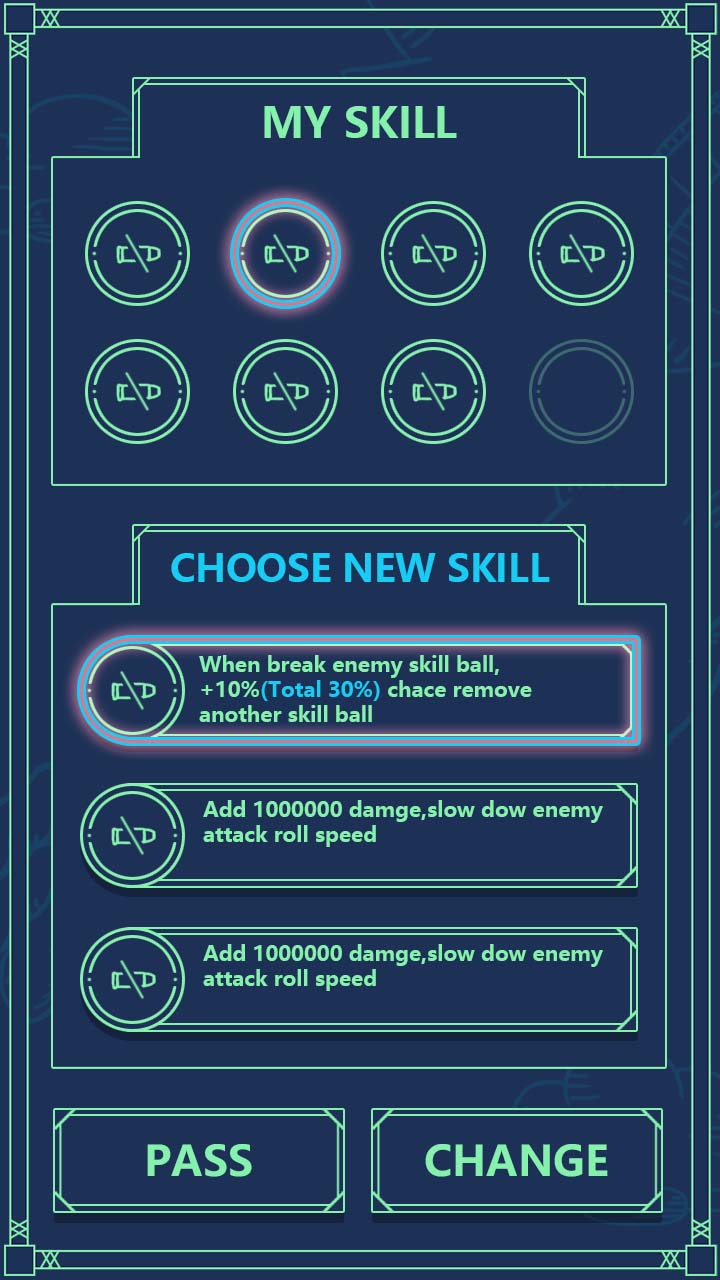 MY SKILL
CHOOSE NEW SKILL
When break enemy skill ball,
+10%(Total 30%) chace remove
another skill ball
Add 1000000 damge,slow dow enemy
attack roll speed
Add 1000000 damge,slow dow enemy
attack roll speed
PASS
CHANGE